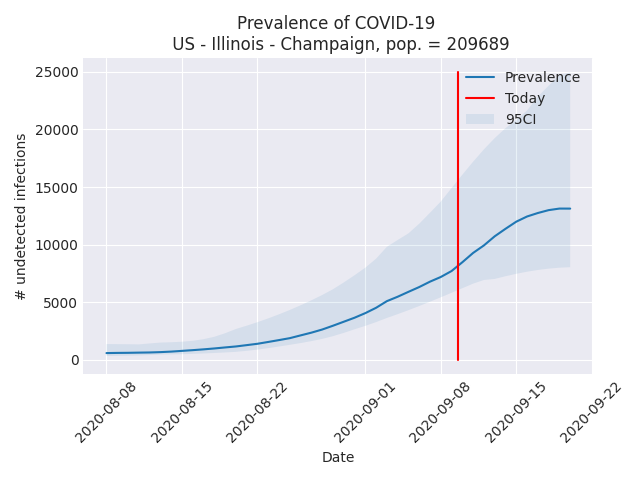 Prevalence of COVID-19
US - Illinois - Champaign, pop. = 209689
25000
20000
15000
10000
5000
0
# undetected infections
Prevalence
Today
95CI
2020-08-08
2020-08-15
2020-08-22
2020-09-01
2020-09-08
2020-09-15
2020-09-22
Date